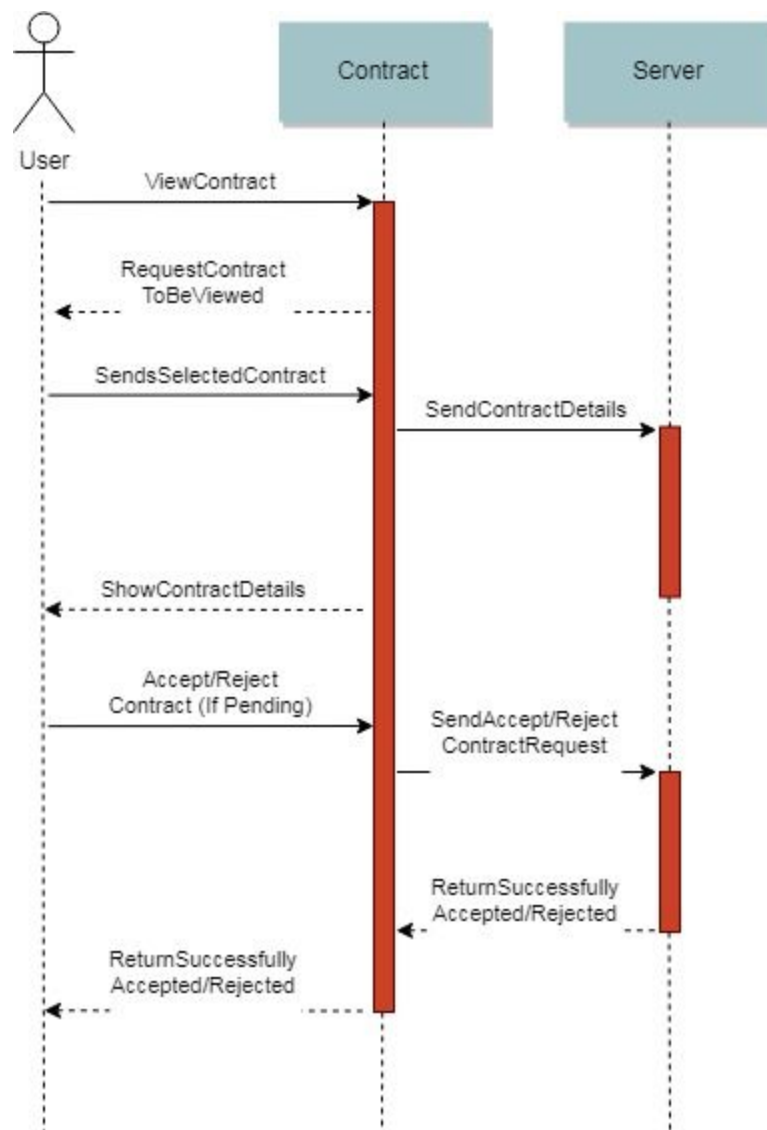 Contract
Server
User
ViewContract
RequestContract
ToBeViewed
SendsSelectedContract
SendContractDetails
ShowContractDetails
Accept/Reject
Contract (If Pending)
SendAccept/Reject
ContractRequest
ReturnSuccessfully
Accepted/Rejected
ReturnSuccessfully
Accepted/Rejected